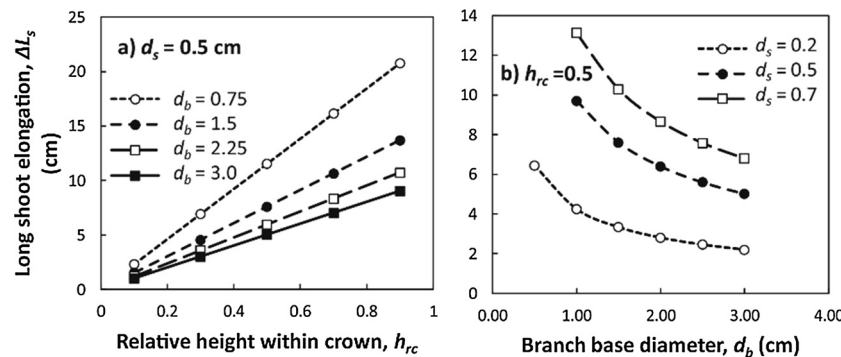 Long shoot elongation, ΔLs
(cm)
25
20
15
10
5
0
a) ds = 0.5 cm
db = 0.75
db = 1.5
db = 2.25
db = 3.0
0 0.2 0.4 0.6 0.8 1
Relative height within crown, hrc
14
12
10
8
6
4
2
0
b) hrc=0.5
ds = 0.2
ds = 0.5
ds = 0.7
0.00 1.00 2.00 3.00 4.00
Branch base diameter, db (cm)